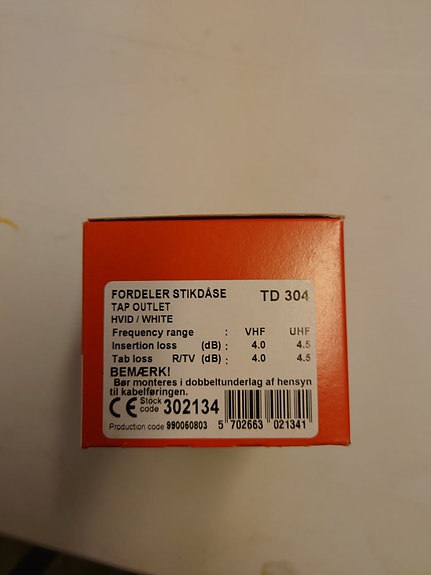 FORDELER STIKDÅSE TD 304
TAP OUTLET
HVID / WHITE
Frequency range : VHF UHF
Insertion loss (dB) : 4.0 4.5
Tab loss R/TV (dB) : 4.0 4.5
BEMÆRK!
Bør monteres i dobbeltunderlag af hensyn
til kabelføringen.
CE Stock code 302134
Production code 990060803 5 702663 021341